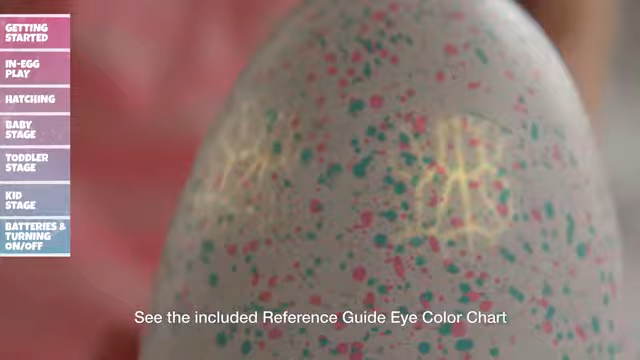 GETTING
STARTED
IN-EGG
PLAY
HATCHING
BABY
STAGE
TODDLER
STAGE
KID
STAGE
BATTERIES &
TURNING
ON/OFF
See the included Reference Guide Eye Color Chart